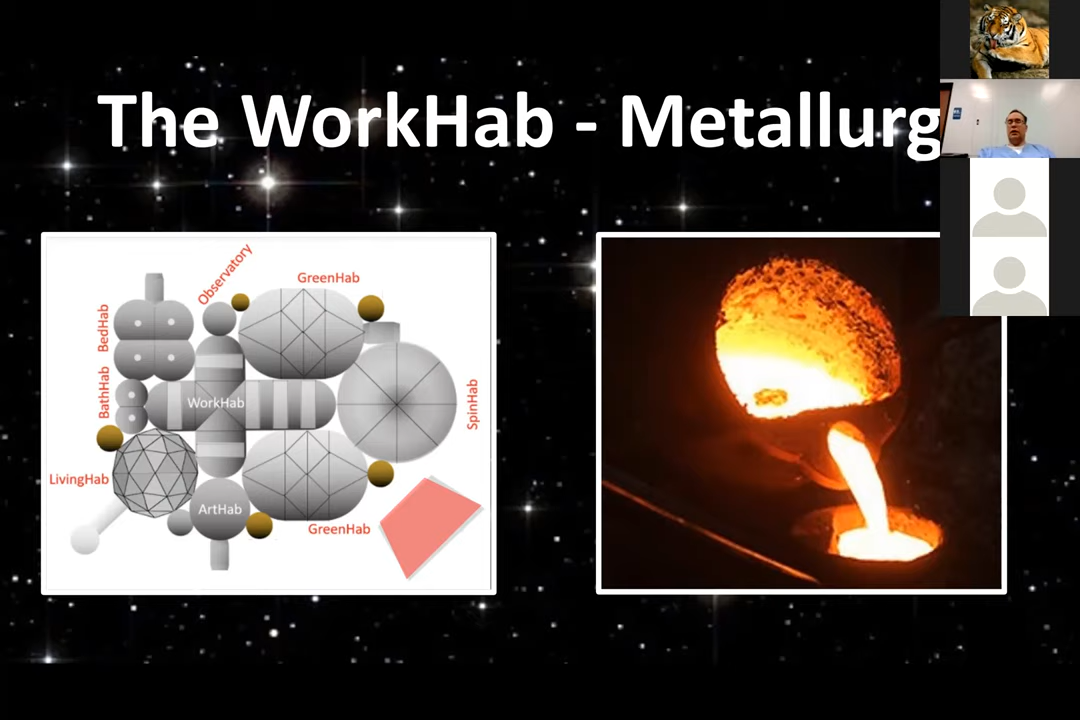 The WorkHab - Metallurg
Observatory
GreenHab
BedHab
BathHab
WorkHab
SpinHab
LivingHab
ArtHab
GreenHab